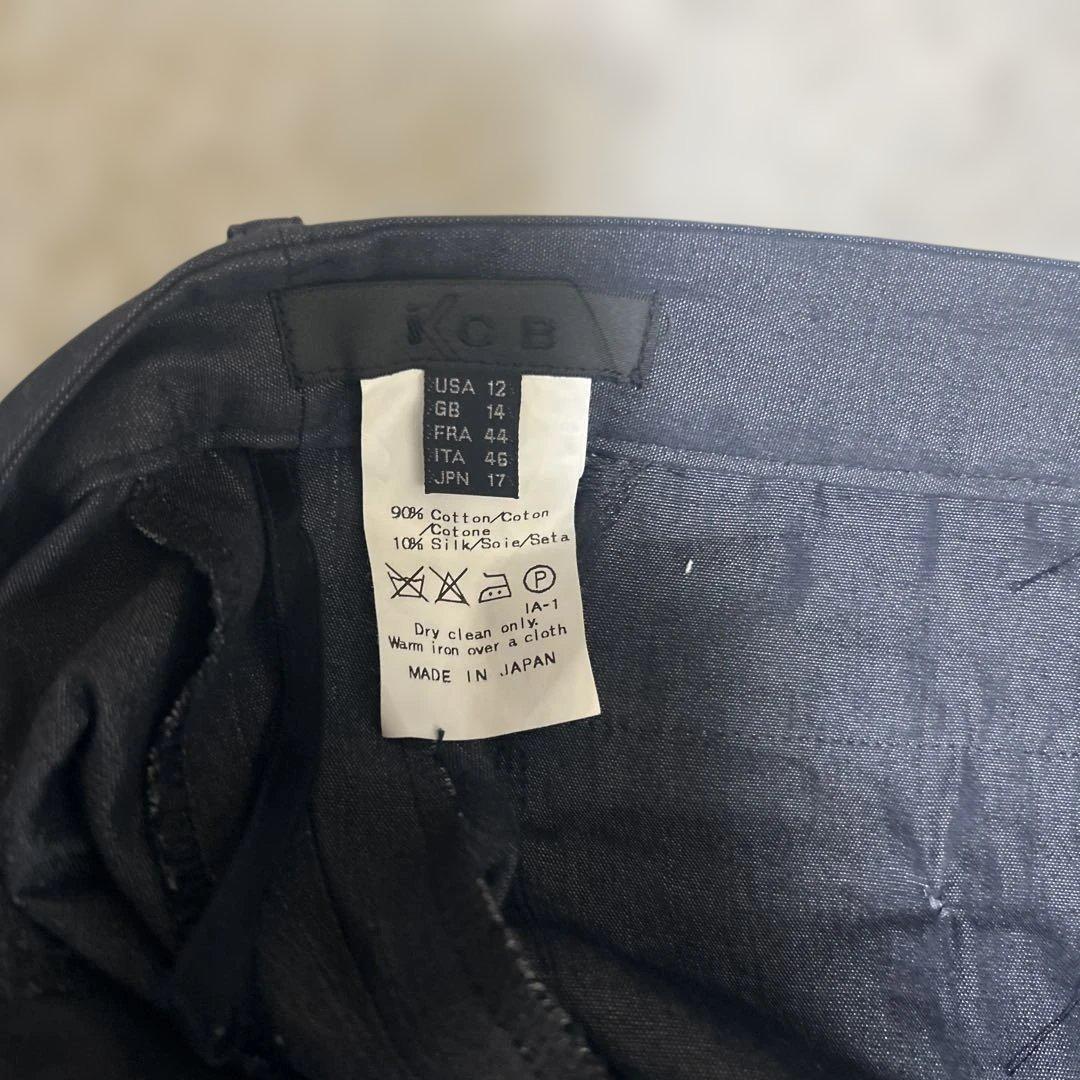 iKCB
USA 12
GB 14
FRA 44
ITA 46
JPN 17
90% Cotton/Coton
/Cotone
10% Silk/Soie/Seta
P
IA-1
Dry clean only.
Warm iron over a cloth
MADE IN JAPAN